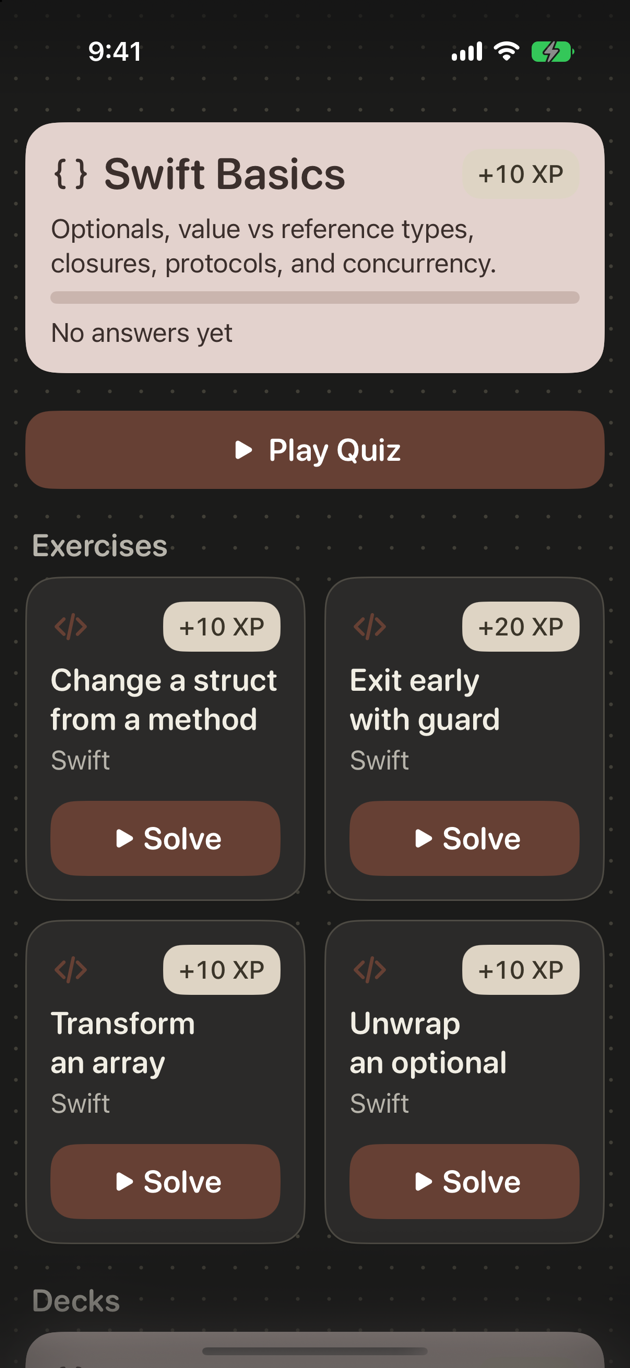 9:41
{ } Swift Basics
+10 XP
Optionals, value vs reference types,
closures, protocols, and concurrency.
No answers yet
Play Quiz
Exercises
</> +10 XP
Change a struct
from a method
Swift
Solve
</> +20 XP
Exit early
with guard
Swift
Solve
</> +10 XP
Transform
an array
Swift
Solve
</> +10 XP
Unwrap
an optional
Swift
Solve
Decks